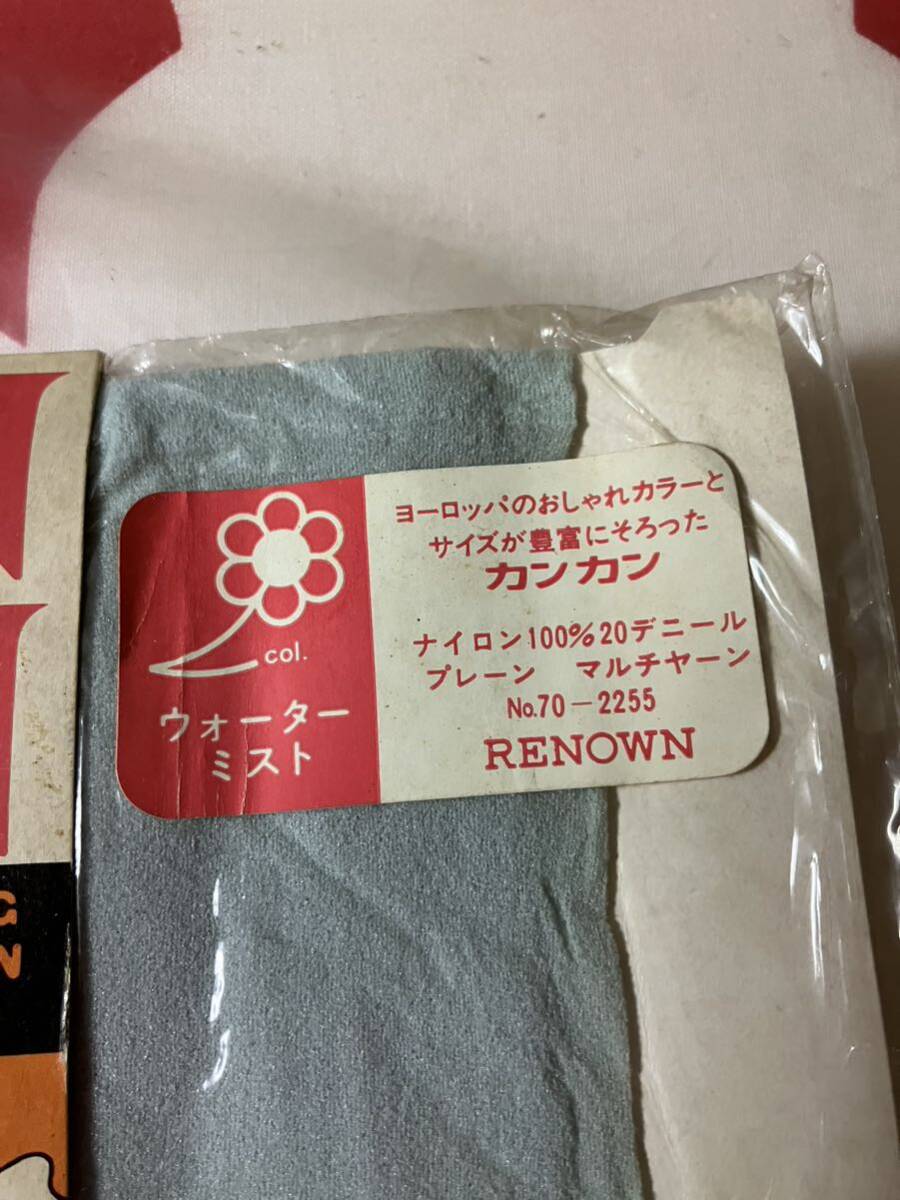 col.
ウォーター
ミスト
ヨーロッパのおしゃれカラーと
サイズが豊富にそろった
カンカン
ナイロン100%20デニール
プレーン マルチヤーン
No.70-2255
RENOWN